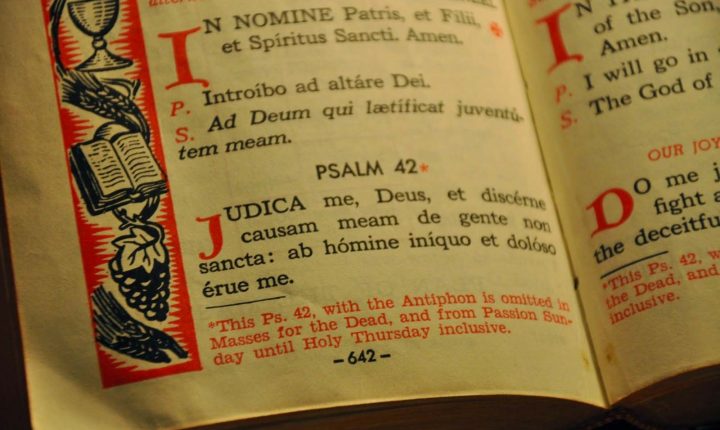 IN NOMINE Patris, et Fílii,
et Spíritus Sancti. Amen.
P. Introíbo ad altáre Dei.
S. Ad Deum qui lætíficat juventú-
tem meam.
PSALM 42*
JUDICA me, Deus, et discérne
causam meam de gente non
sancta: ab hómine iníquo et dolóso
érue me.
*This Ps. 42, with the Antiphon is omitted in
Masses for the Dead, and from Passion Sun-
day until Holy Thursday inclusive.
—642—
IN
of the Son,
Amen.
P. I will go in
S. The God of
OUR JOY
DO me
fight
the deceitfu
*This Ps. 42, w
the Dead, and
inclusive.